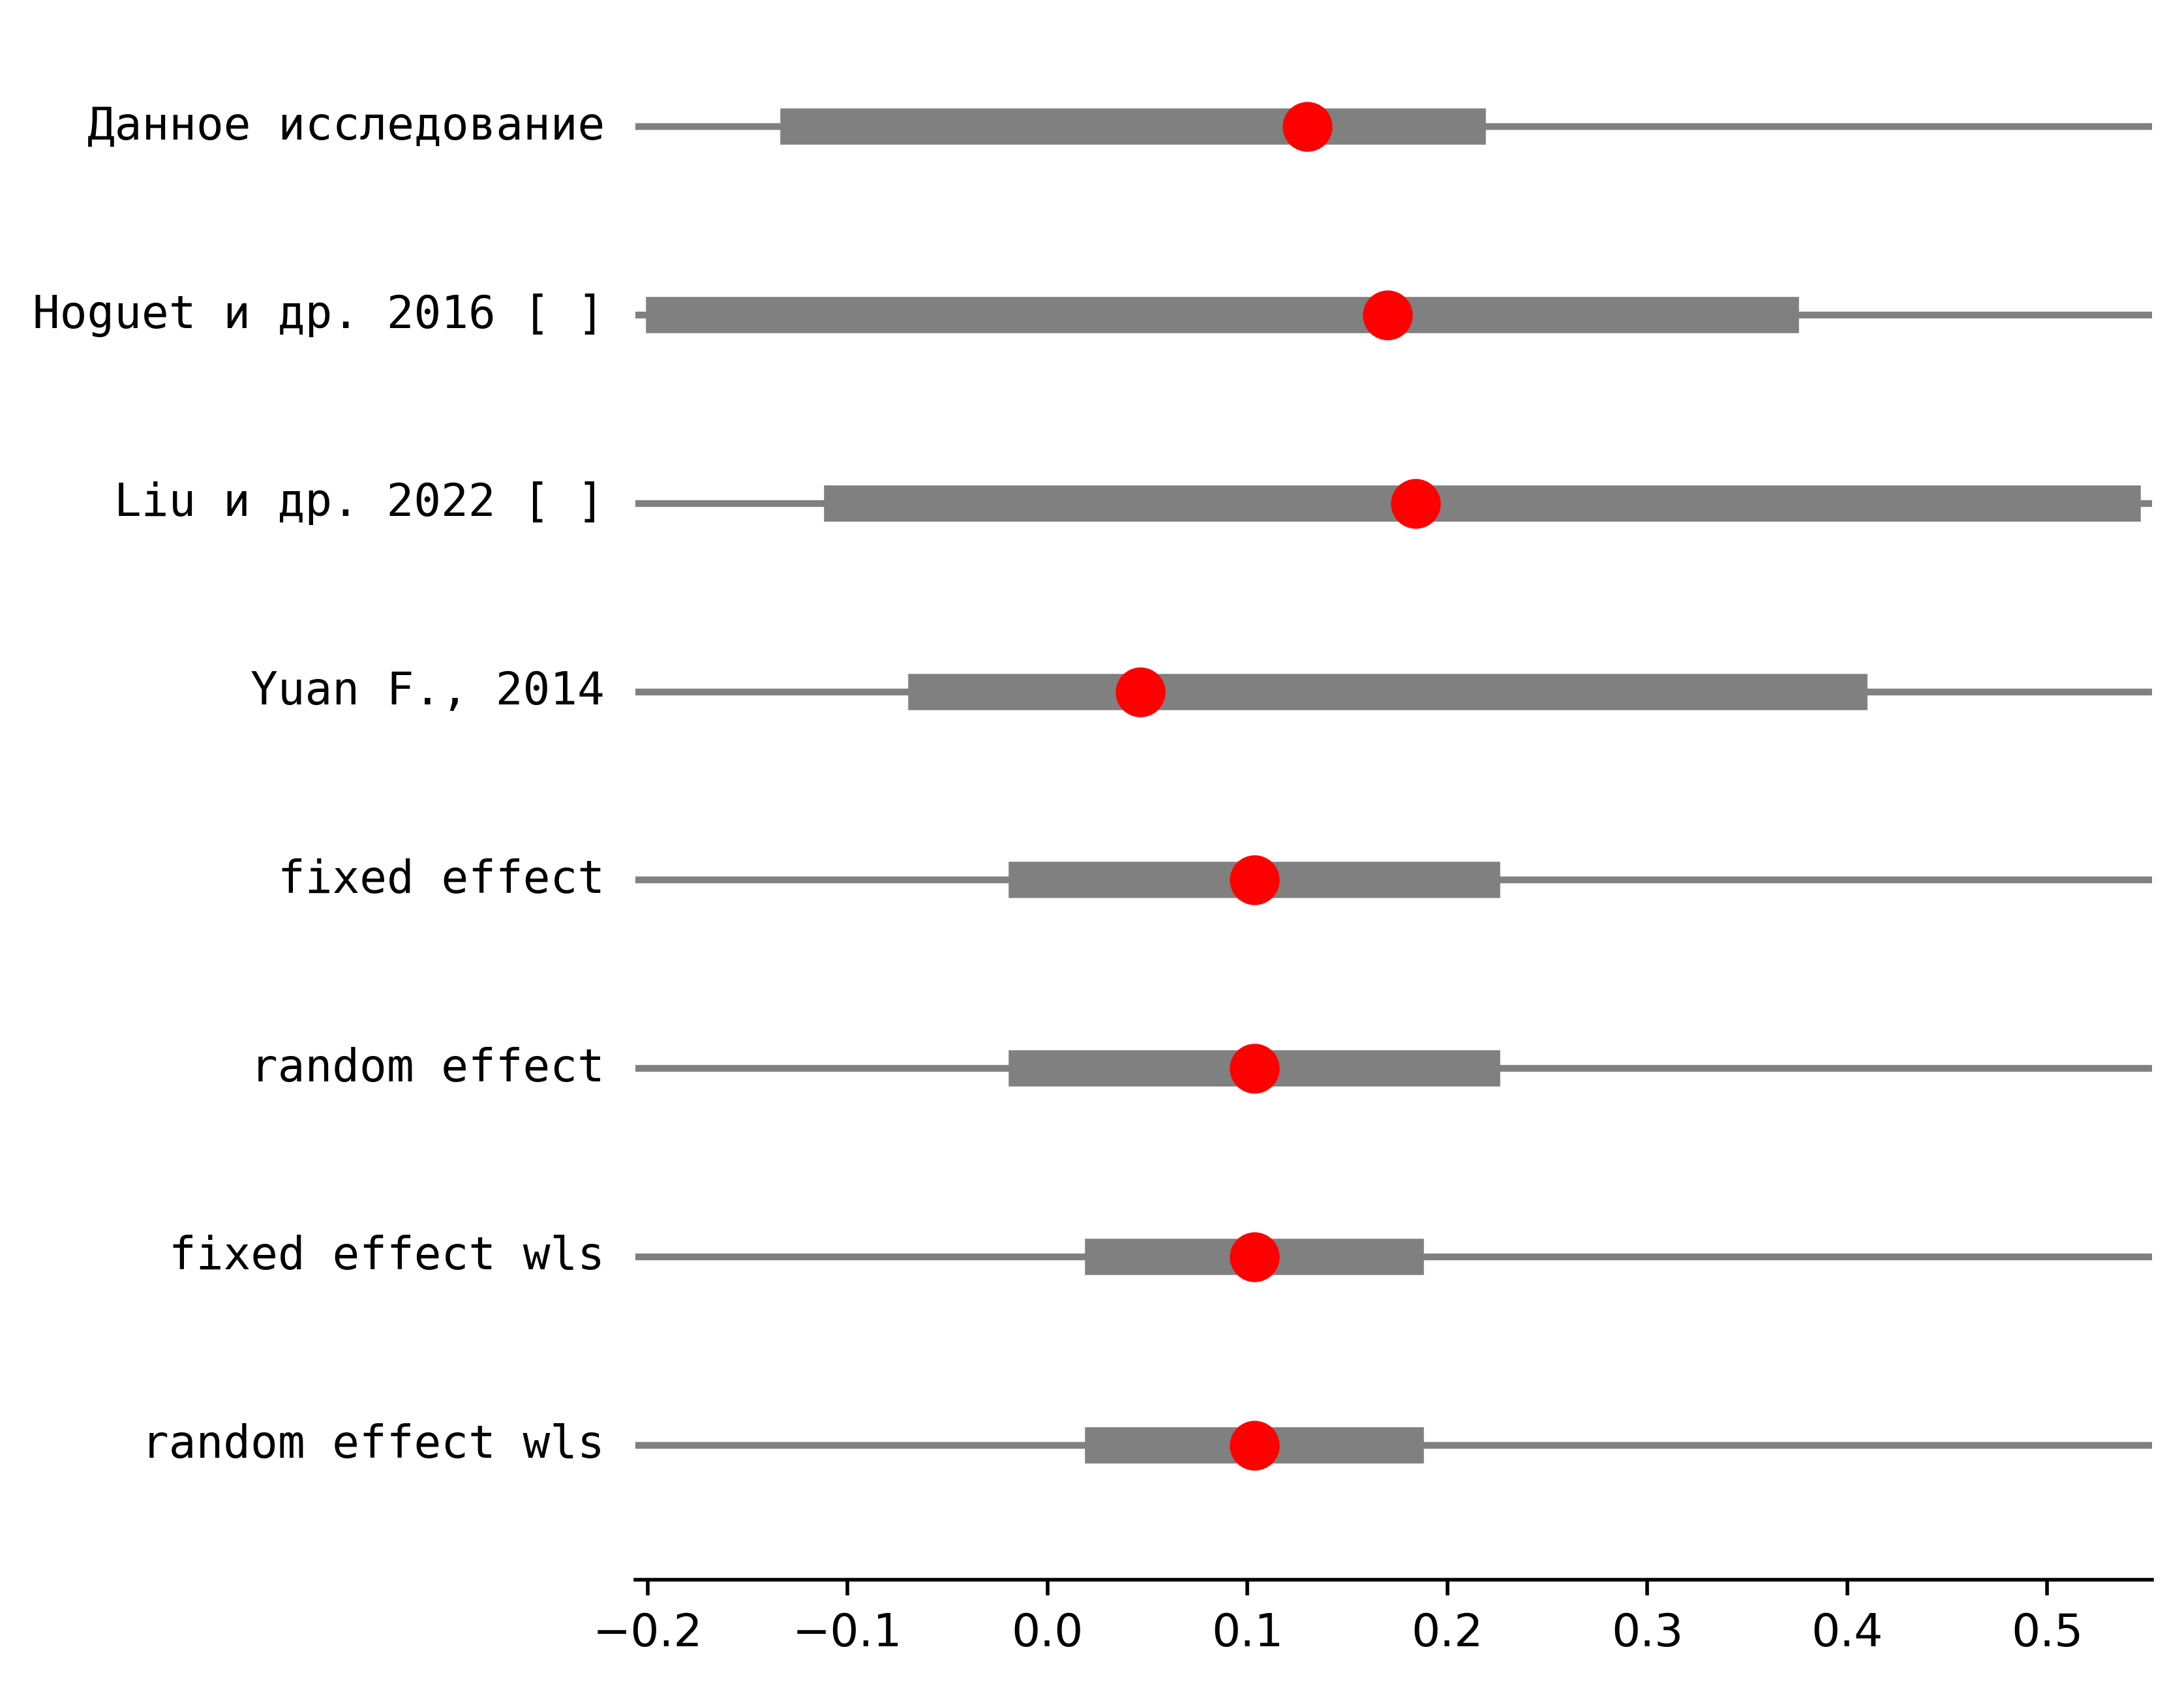 Данное исследование
Hoguet и др. 2016 [ ]
Liu и др. 2022 [ ]
Yuan F., 2014
fixed effect
random effect
fixed effect wls
random effect wls
−0.2 −0.1 0.0 0.1 0.2 0.3 0.4 0.5